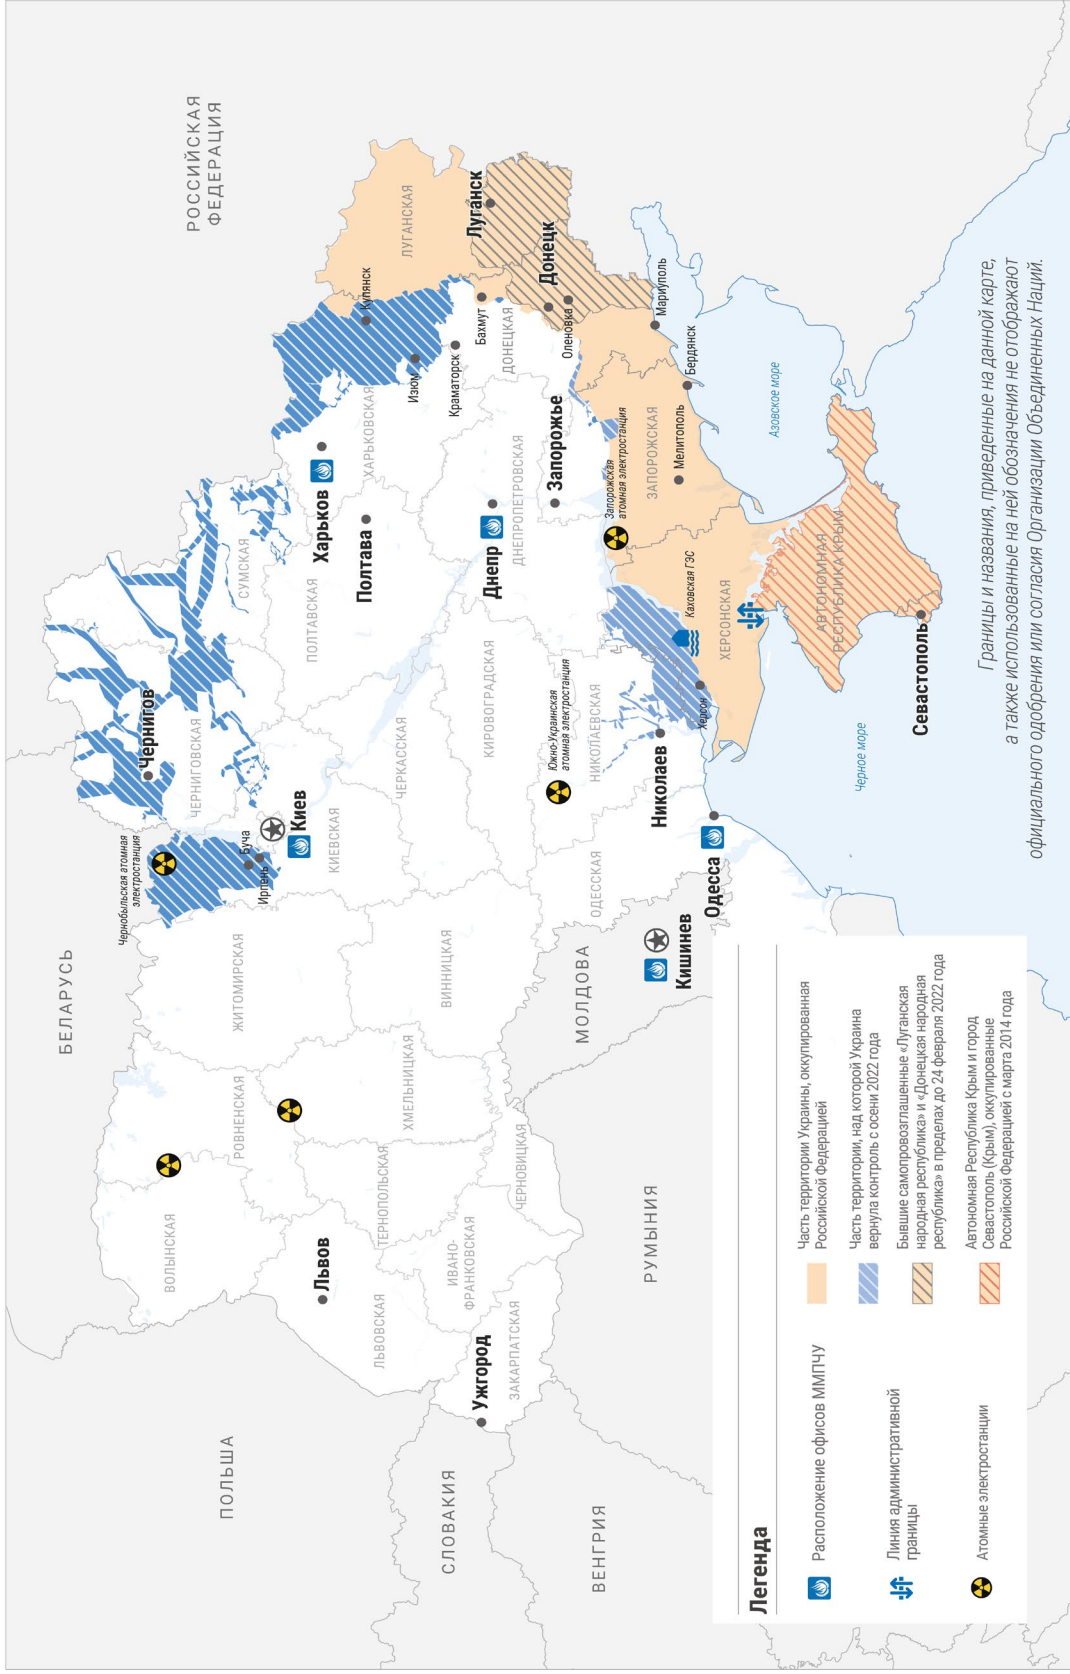 РОССИЙСКАЯ
ФЕДЕРАЦИЯ
БЕЛАРУСЬ
ПОЛЬША
СЛОВАКИЯ
ВЕНГРИЯ
РУМЫНИЯ
МОЛДОВА
Чернобыльская атомная
электростанция
Чернигов
ЧЕРНИГОВСКАЯ
СУМСКАЯ
ВОЛЫНСКАЯ
РОВНЕНСКАЯ
ЖИТОМИРСКАЯ
Буча
Ирпень
Киев
КИЕВСКАЯ
Львов
ЛЬВОВСКАЯ
ТЕРНОПОЛЬСКАЯ
ХМЕЛЬНИЦКАЯ
ВИННИЦКАЯ
ЧЕРКАССКАЯ
ПОЛТАВСКАЯ
Полтава
Харьков
ХАРЬКОВСКАЯ
Купянск
Изюм
Краматорск
ЛУГАНСКАЯ
Луганск
Бахмут
ДОНЕЦКАЯ
Донецк
Оленовка
Мариуполь
Бердянск
Ужгород
ЗАКАРПАТСКАЯ
ИВАНО-
ФРАНКОВСКАЯ
ЧЕРНОВИЦКАЯ
КИРОВОГРАДСКАЯ
Днепр
ДНЕПРОПЕТРОВСКАЯ
Запорожье
Запорожская
атомная электростанция
ЗАПОРОЖСКАЯ
Мелитополь
Южно-Украинская
атомная электростанция
НИКОЛАЕВСКАЯ
Николаев
ОДЕССКАЯ
Одесса
Кишинев
Херсон
Каховская ГЭС
ХЕРСОНСКАЯ
Азовское море
АВТОНОМНАЯ
РЕСПУБЛИКА КРЫМ
Севастополь
Черное море
Легенда
Расположение офисов ММПЧУ
Линия административной
границы
Атомные электростанции
Часть территории Украины, оккупированная
Российской Федерацией
Часть территории, над которой Украина
вернула контроль с осени 2022 года
Бывшие самопровозглашенные «Луганская
народная республика» и «Донецкая народная
республика» в пределах до 24 февраля 2022 года
Автономная Республика Крым и город
Севастополь (Крым), оккупированные
Российской Федерацией с марта 2014 года
Границы и названия, приведенные на данной карте,
а также использованные на ней обозначения не отображают
официального одобрения или согласия Организации Объединенных Наций.